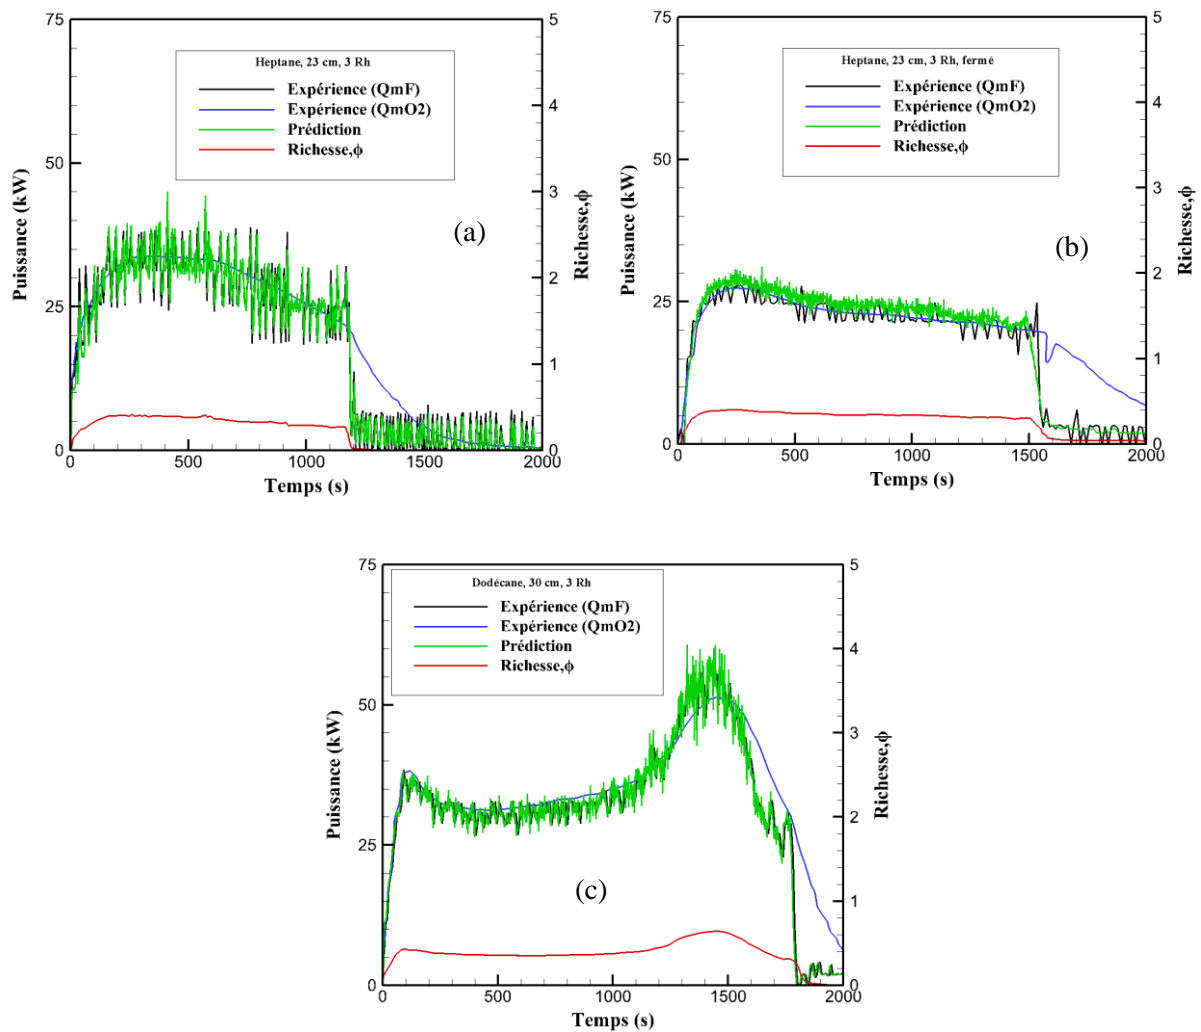 75
50
25
0
Puissance (kW)
Heptane, 23 cm, 3 Rh
Expérience (QmF)
Expérience (QmO2)
Prédiction
Richesse,ϕ
(a)
5
4
3
2
1
0
Richesse,ϕ
0 500 1000 1500 2000
Temps (s)
75
50
25
0
Puissance (kW)
Heptane, 23 cm, 3 Rh, fermé
Expérience (QmF)
Expérience (QmO2)
Prédiction
Richesse,ϕ
(b)
5
4
3
2
1
0
Richesse,ϕ
0 500 1000 1500 2000
Temps (s)
75
50
25
0
Puissance (kW)
Dodécane, 30 cm, 3 Rh
Expérience (QmF)
Expérience (QmO2)
Prédiction
Richesse,ϕ
(c)
5
4
3
2
1
0
Richesse,ϕ
0 500 1000 1500 2000
Temps (s)